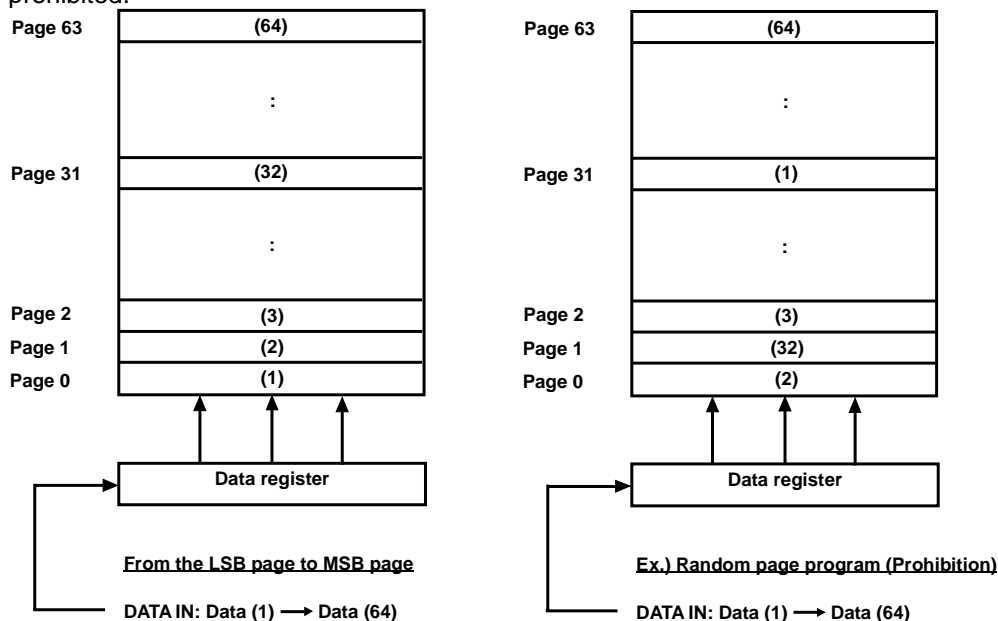 prohibited.
Page 63 (64)
:
Page 31 (32)
:
Page 2 (3)
Page 1 (2)
Page 0 (1)
Data register
From the LSB page to MSB page
DATA IN: Data (1) → Data (64)
Page 63 (64)
:
Page 31 (1)
:
Page 2 (3)
Page 1 (32)
Page 0 (2)
Data register
Ex.) Random page program (Prohibition)
DATA IN: Data (1) → Data (64)